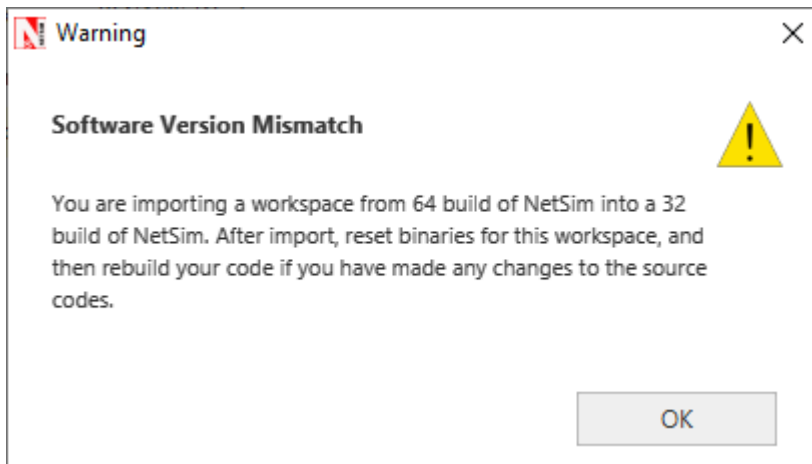 Warning
Software Version Mismatch
You are importing a workspace from 64 build of NetSim into a 32
build of NetSim. After import, reset binaries for this workspace, and
then rebuild your code if you have made any changes to the source
codes.
OK